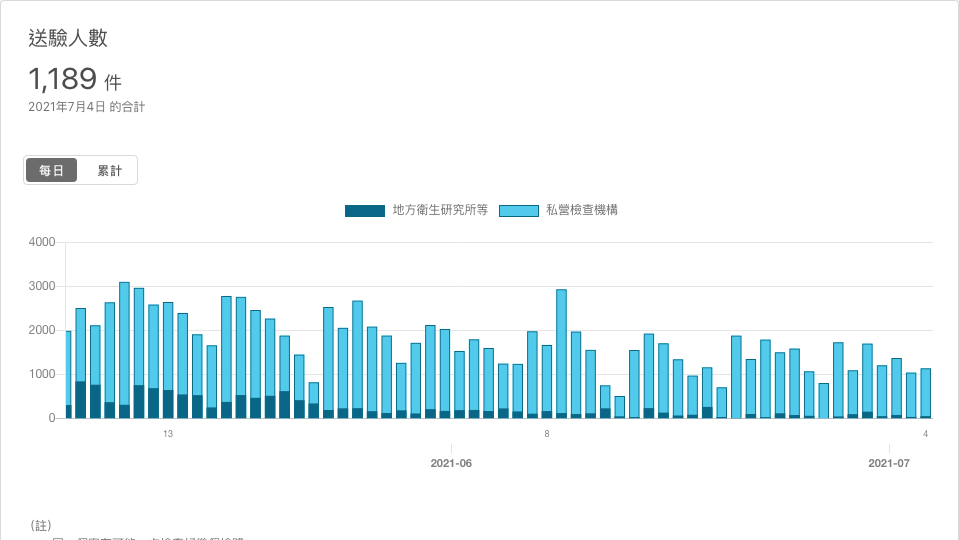 送驗人數
1,189 件
2021年7月4日 的合計
每日 累計
地方衛生研究所等 私營檢查機構
4000
3000
2000
1000
0
13 8 4
2021-06 2021-07
（註）